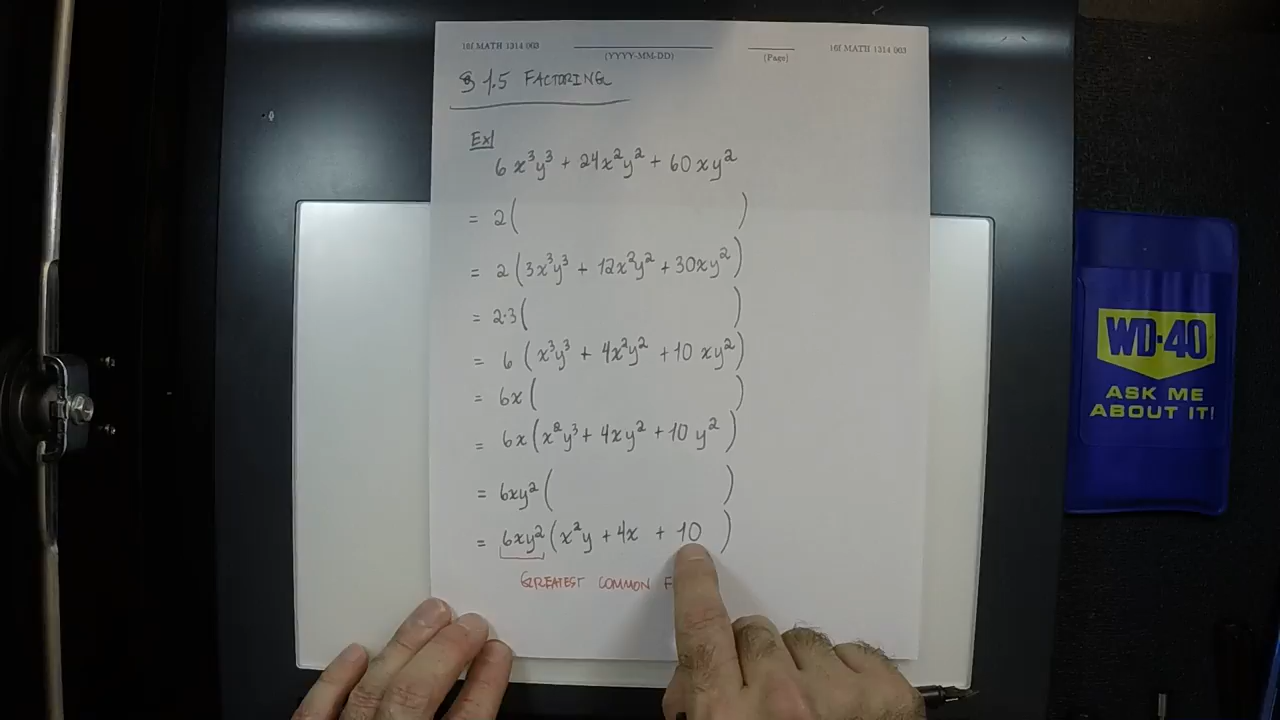 16f MATH 1314 003
(YYYY-MM-DD)
(Page)
16f MATH 1314 003
§ 1.5 FACTORING
Ex1
6x³y³ + 24x²y² + 60xy²
= 2( )
= 2(3x³y³ + 12x²y² + 30xy²)
= 2·3( )
= 6(x³y³ + 4x²y² + 10xy²)
= 6x( )
= 6x(x²y³ + 4xy² + 10y²)
= 6xy²( )
= 6xy²(x²y + 4x + 10 )
GREATEST COMMON F
WD-40
ASK ME
ABOUT IT!